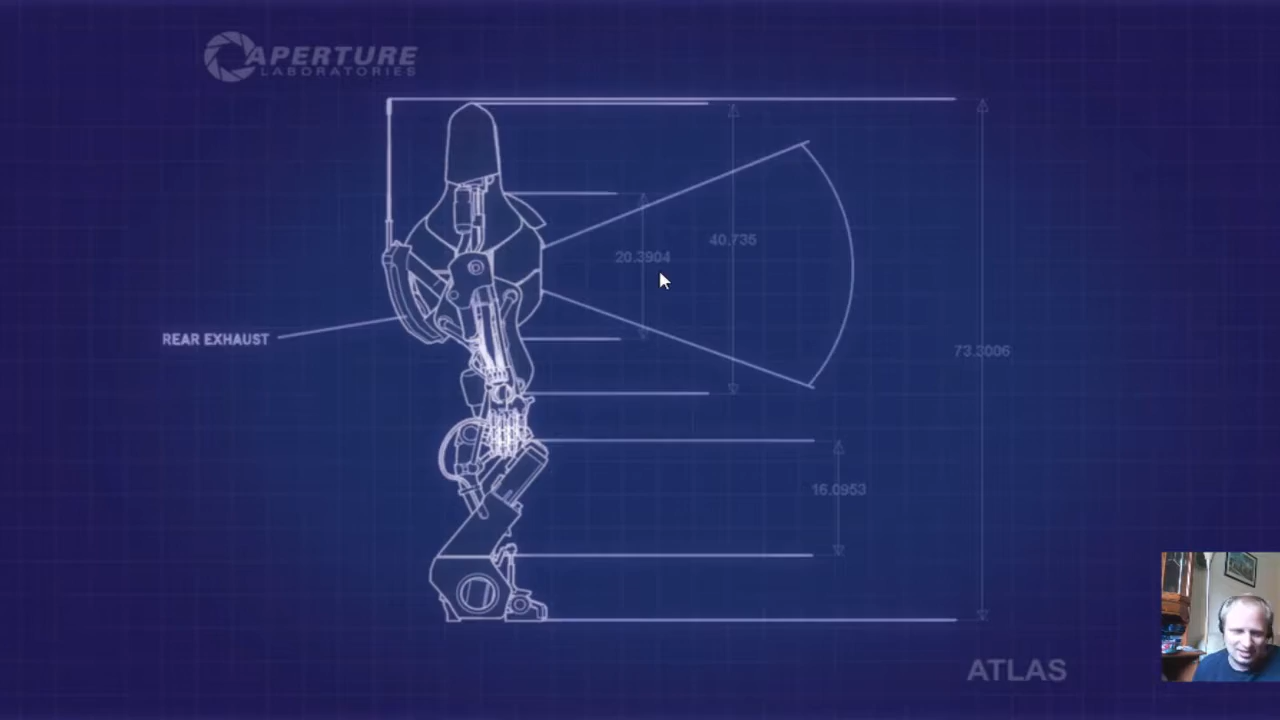 APERTURE
LABORATORIES
40.735
20.3904
REAR EXHAUST
73.3006
16.0953
ATLAS